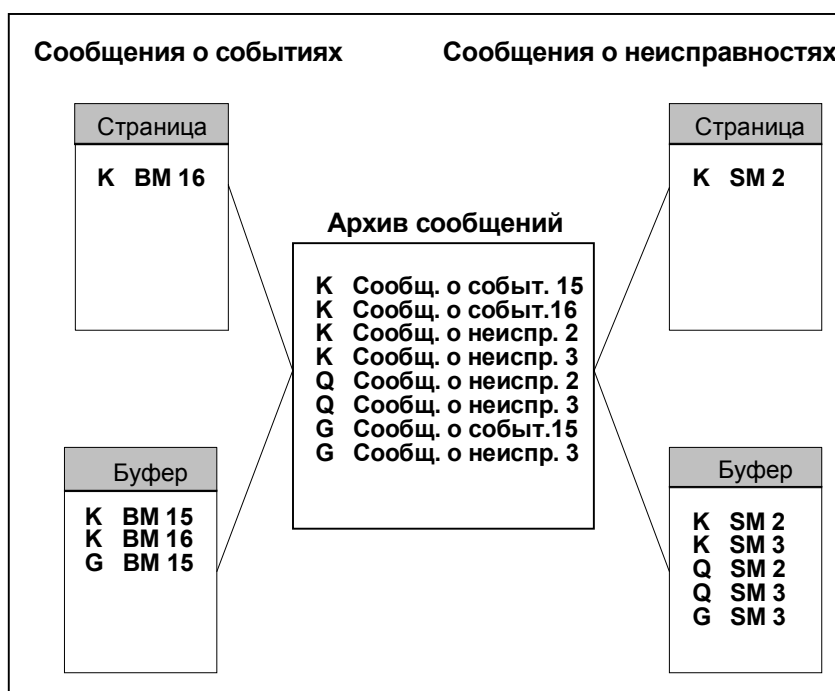 Сообщения о событиях
Сообщения о неисправностях
Страница
K BM 16
Страница
K SM 2
Архив сообщений
K Сообщ. о событ. 15
K Сообщ. о событ.16
K Сообщ. о неиспр. 2
K Сообщ. о неиспр. 3
Q Сообщ. о неиспр. 2
Q Сообщ. о неиспр. 3
G Сообщ. о событ.15
G Сообщ. о неиспр. 3
Буфер
K BM 15
K BM 16
G BM 15
Буфер
K SM 2
K SM 3
Q SM 2
Q SM 3
G SM 3